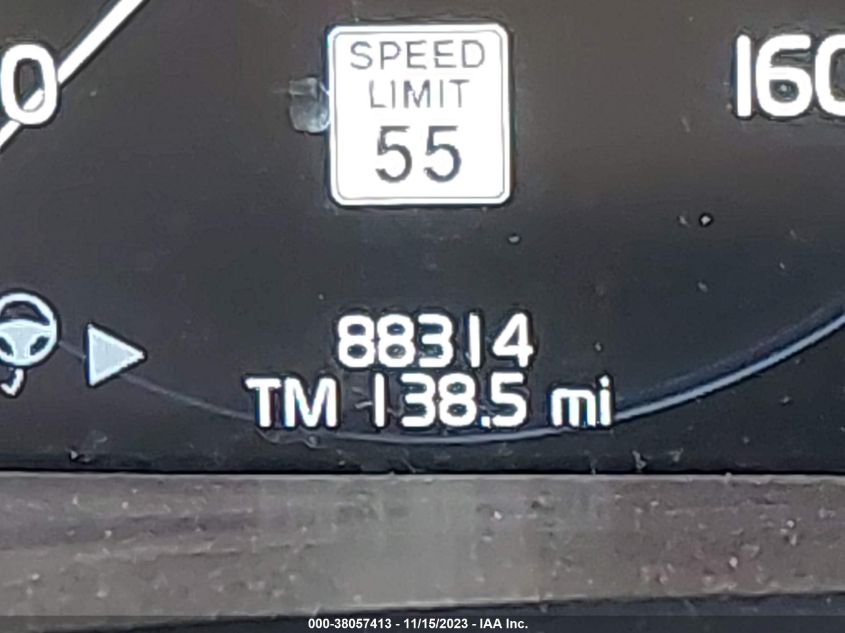 SPEED
LIMIT
55
0
160
88314
TM 138.5 mi
000-38057413 - 11/15/2023 - IAA Inc.